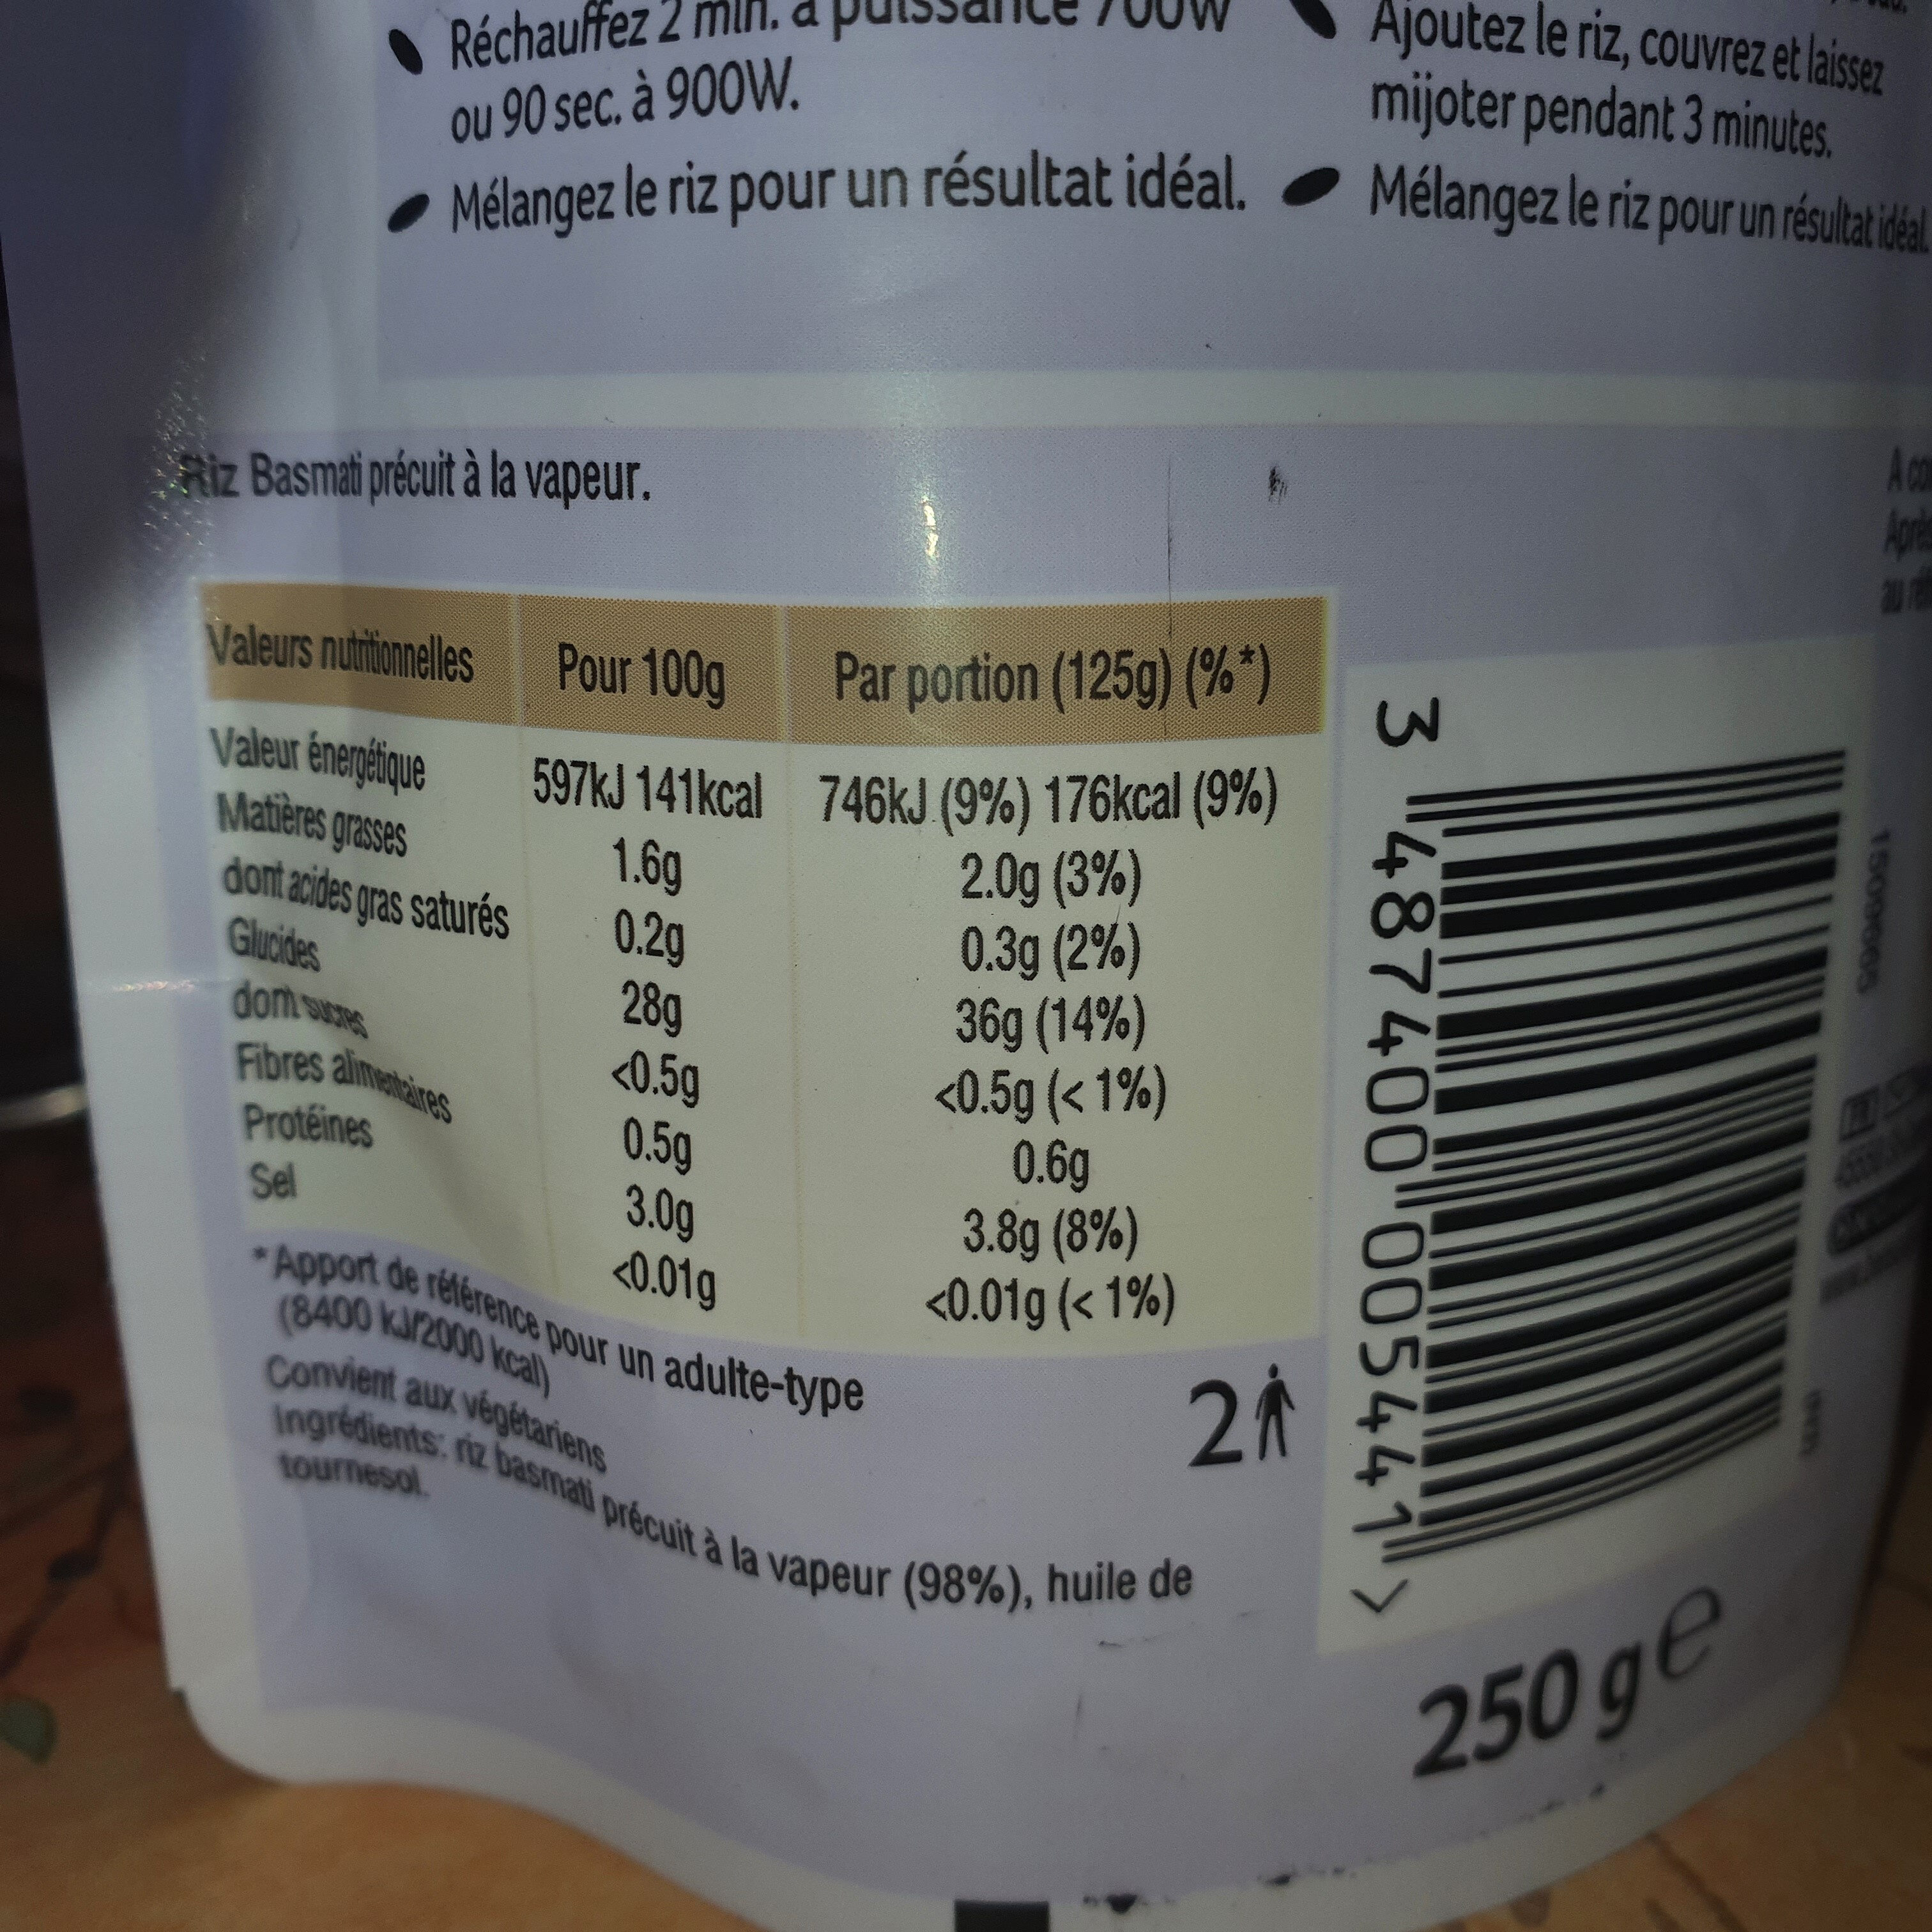 Réchauffez 2 min. à puissance 700W
ou 90 sec. à 900W.
Mélangez le riz pour un résultat idéal.
Ajoutez le riz, couvrez et laissez
mijoter pendant 3 minutes.
Mélangez le riz pour un résultat idéal.
Riz Basmati précuit à la vapeur.
Valeurs nutritionnelles Pour 100g Par portion (125g) (%*)
Valeur énergétique 597kJ 141kcal 746kJ (9%) 176kcal (9%)
Matières grasses 1.6g 2.0g (3%)
dont acides gras saturés 0.2g 0.3g (2%)
Glucides 28g 36g (14%)
dont sucres <0.5g <0.5g (< 1%)
Fibres alimentaires 0.5g 0.6g
Protéines 3.0g 3.8g (8%)
Sel <0.01g <0.01g (< 1%)
*Apport de référence pour un adulte-type
(8400 kJ/2000 kcal)
Convient aux végétariens
Ingrédients: riz basmati précuit à la vapeur (98%), huile de
tournesol.
2
3 487400 005441 >
250 g e